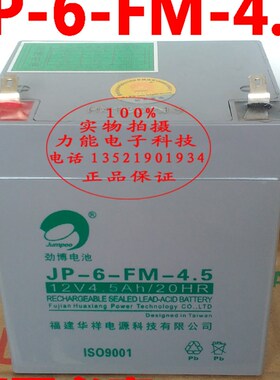 JP-6-FM-4.
100%
实物拍摄
力能电子科技
电话 13521901934
正品保证
Jumpoo
劲博电池
JP-6-FM-4.5
12V4.5Ah/20HR
RECHARGEABLE SEALED LEAD-ACID BATTERY
Fujian Huaxiang Power Technology CO./LTD
Designed in Taiwan
福建华祥电源科技有限公司
ISO9001